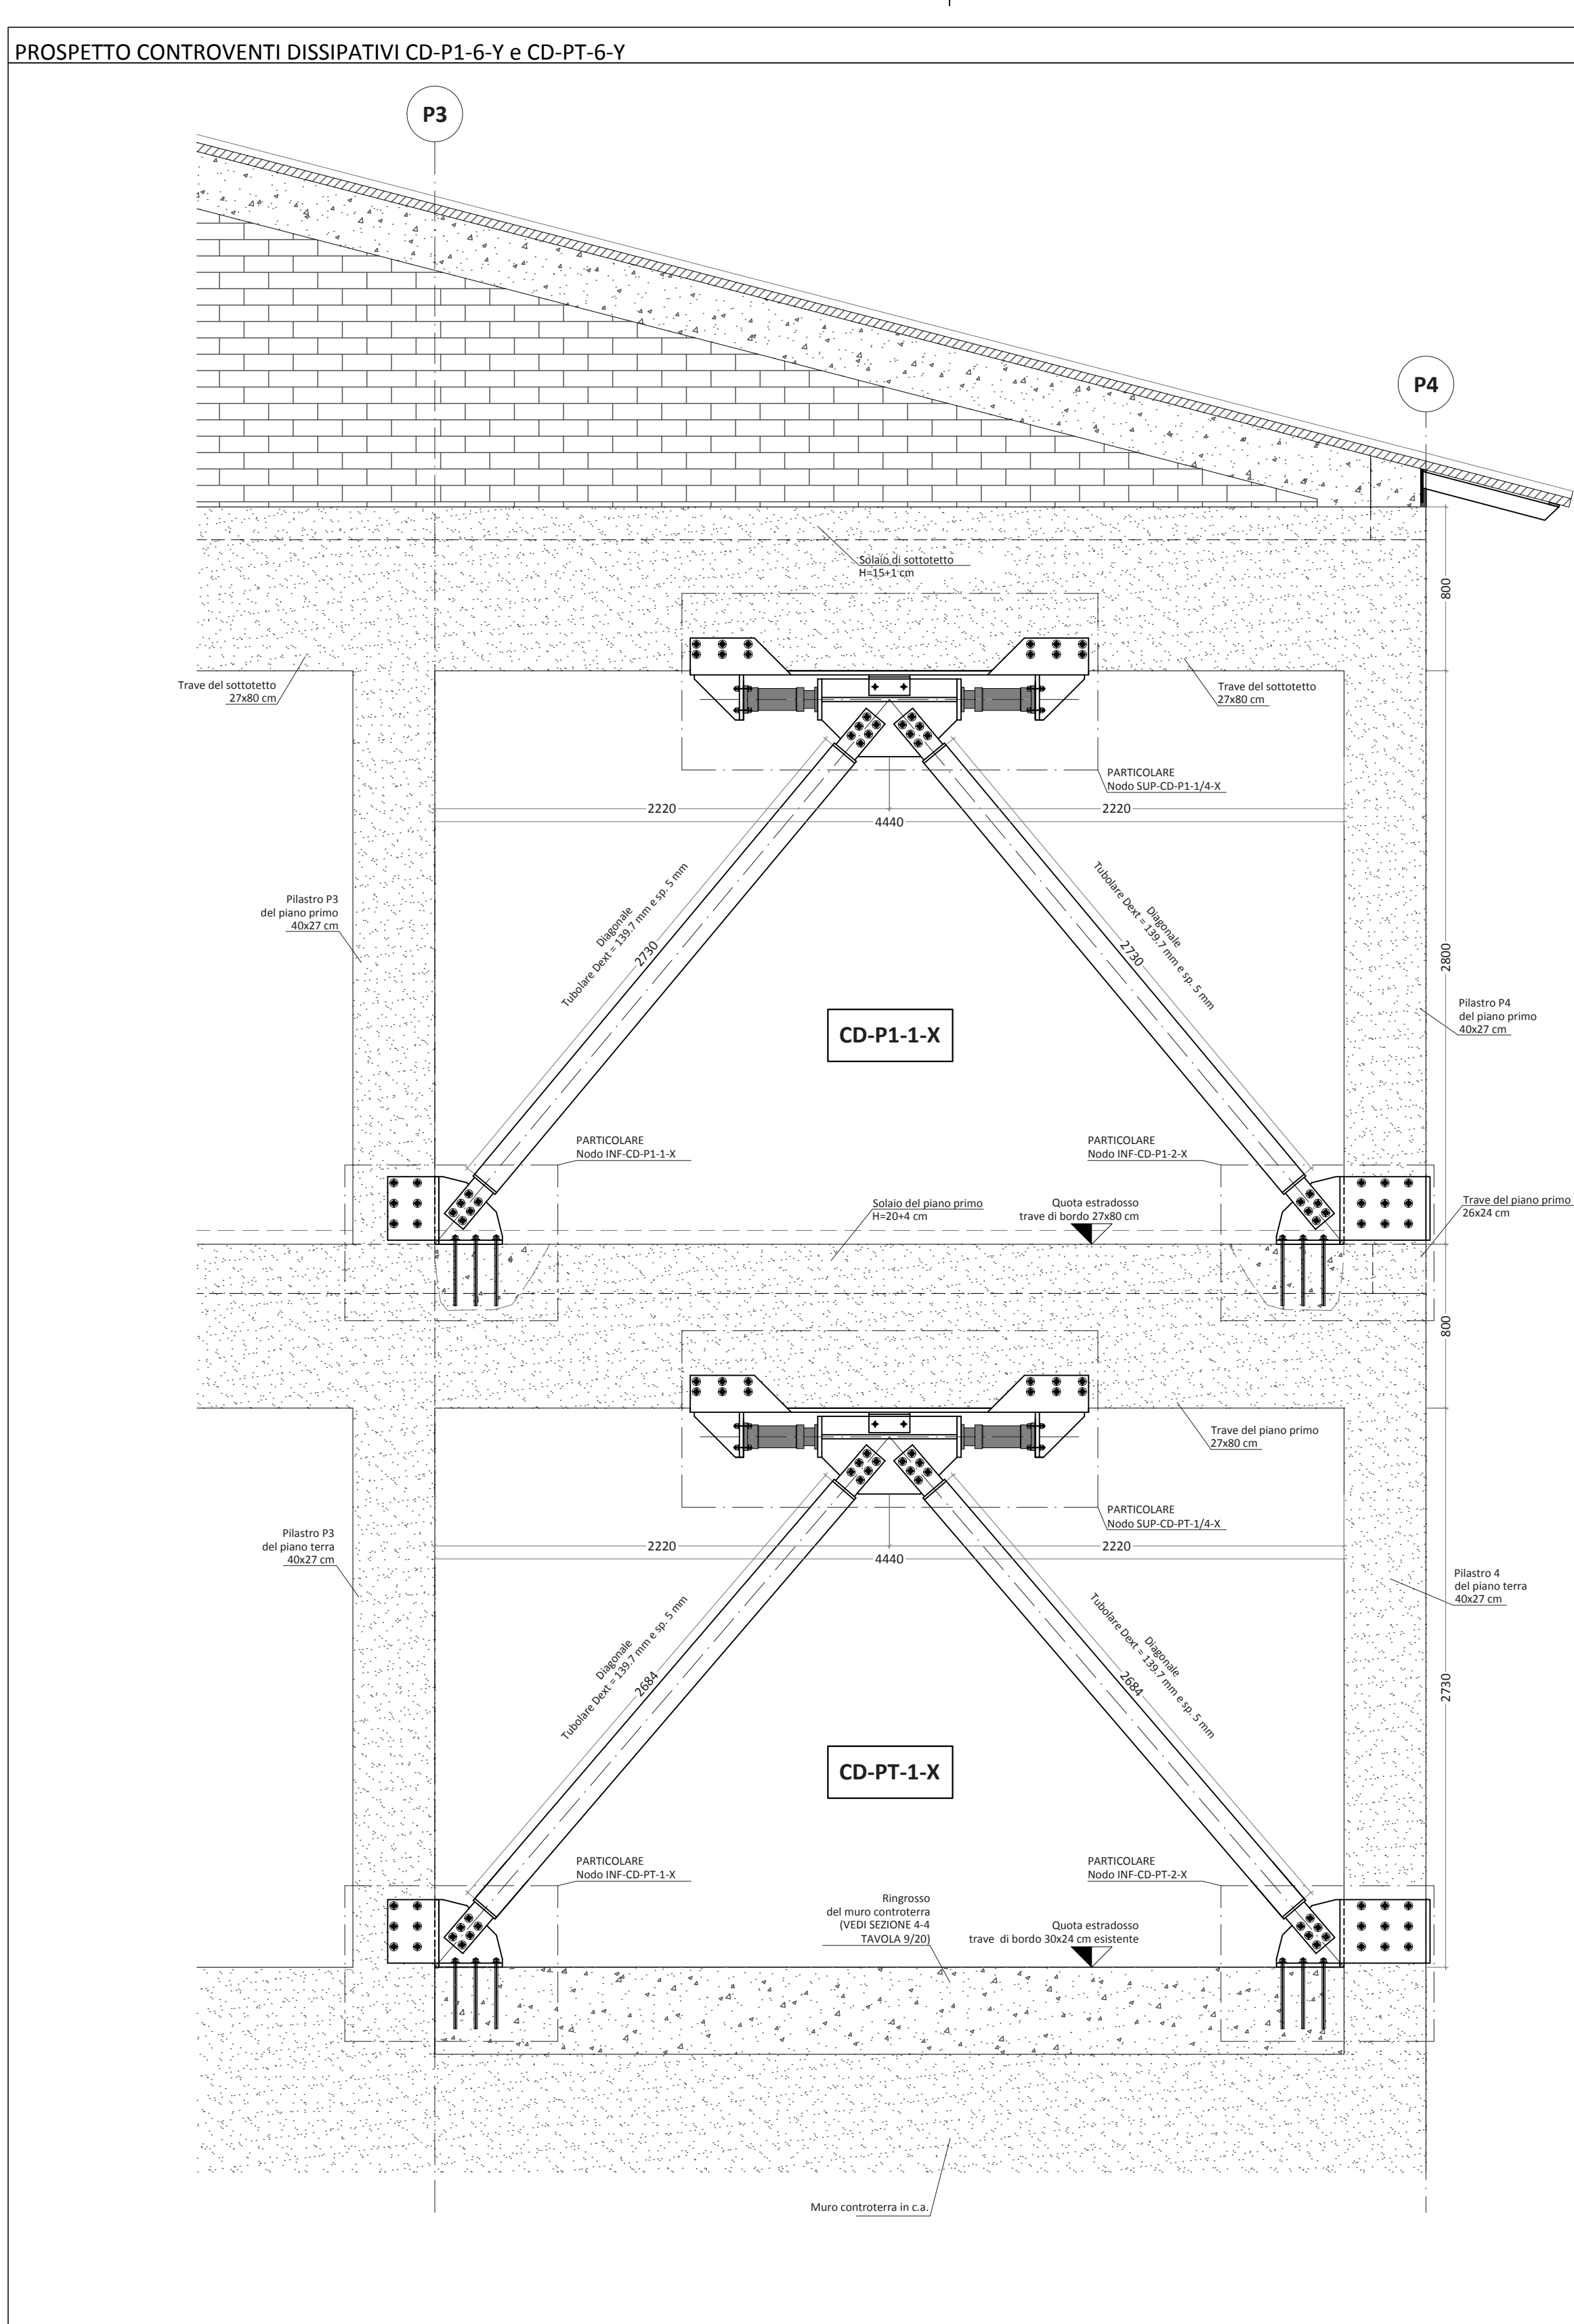 PROSPETTO CONTROVENTI DISSIPATIVI CD-P1-6-Y e CD-PT-6-Y
P3
P4
Solaio di sottotetto
H=15+1 cm
800
Trave del sottotetto
27x80 cm
Trave del sottotetto
27x80 cm
PARTICOLARE
Nodo SUP-CD-P1-1/4-X
2220
2220
4440
Diagonale
Tubolare Dext = 139.7 mm e sp. 5 mm
2730
Diagonale
Tubolare Dext = 139.7 mm e sp. 5 mm
2730
Pilastro P3
del piano primo
40x27 cm
2800
Pilastro P4
del piano primo
40x27 cm
CD-P1-1-X
PARTICOLARE
Nodo INF-CD-P1-1-X
PARTICOLARE
Nodo INF-CD-P1-2-X
Solaio del piano primo
H=20+4 cm
Quota estradosso
trave di bordo 27x80 cm
Trave del piano primo
26x24 cm
800
Trave del piano primo
27x80 cm
PARTICOLARE
Nodo SUP-CD-PT-1/4-X
Pilastro P3
del piano terra
40x27 cm
2220
2220
4440
Pilastro 4
del piano terra
40x27 cm
Diagonale
Tubolare Dext = 139.7 mm e sp. 5 mm
2684
Diagonale
Tubolare Dext = 139.7 mm e sp. 5 mm
2684
2730
CD-PT-1-X
PARTICOLARE
Nodo INF-CD-PT-1-X
PARTICOLARE
Nodo INF-CD-PT-2-X
Ringrosso
del muro controterra
(VEDI SEZIONE 4-4
TAVOLA 9/20)
Quota estradosso
trave di bordo 30x24 cm esistente
Muro controterra in c.a.